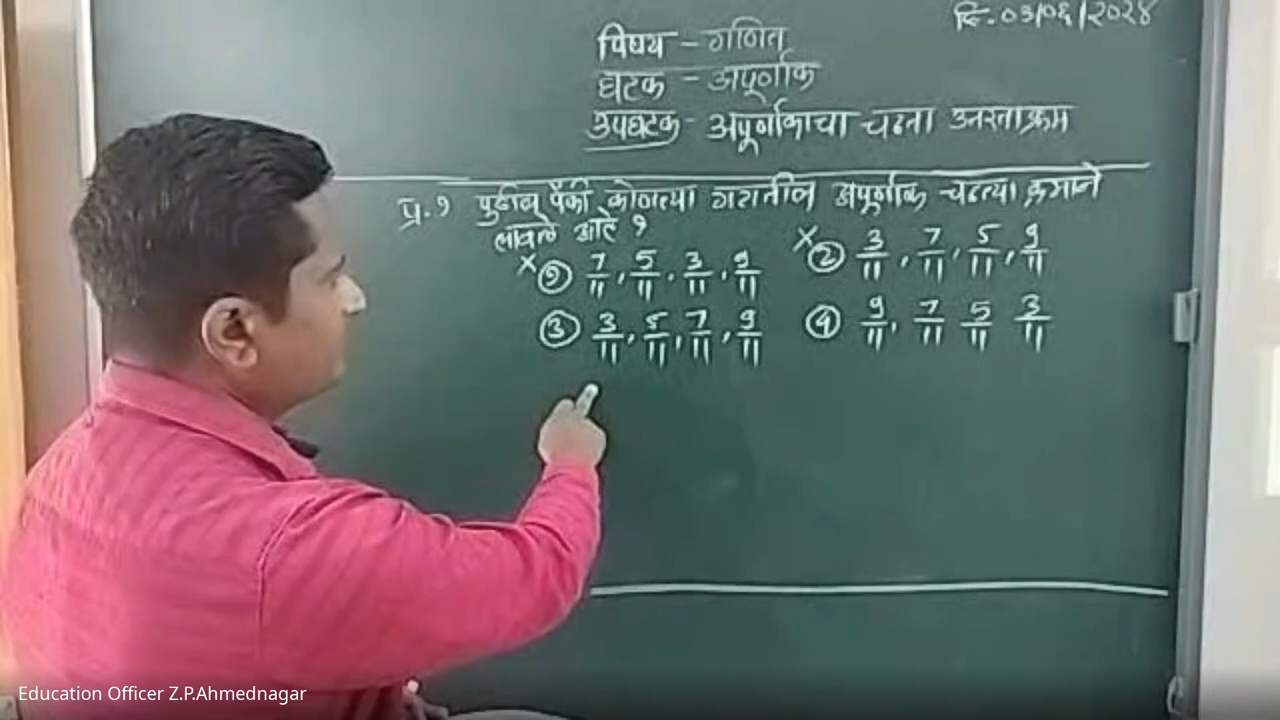 दि. ०३/०६/२०२४
विषय - गणित
घटक - अपूर्णांक
उपघटक - अपूर्णांकाचा चढता उतरताक्रम
प्र. १ पुढील पैकी कोणत्या गटातील अपूर्णांक चढत्या क्रमाने
लावले आहे ?
× ① 7/11, 5/11, 3/11, 9/11
× ② 3/11, 7/11, 5/11, 9/11
③ 3/11, 5/11, 7/11, 9/11
④ 9/11, 7/11 5/11 3/11
Education Officer Z.P.Ahmednagar